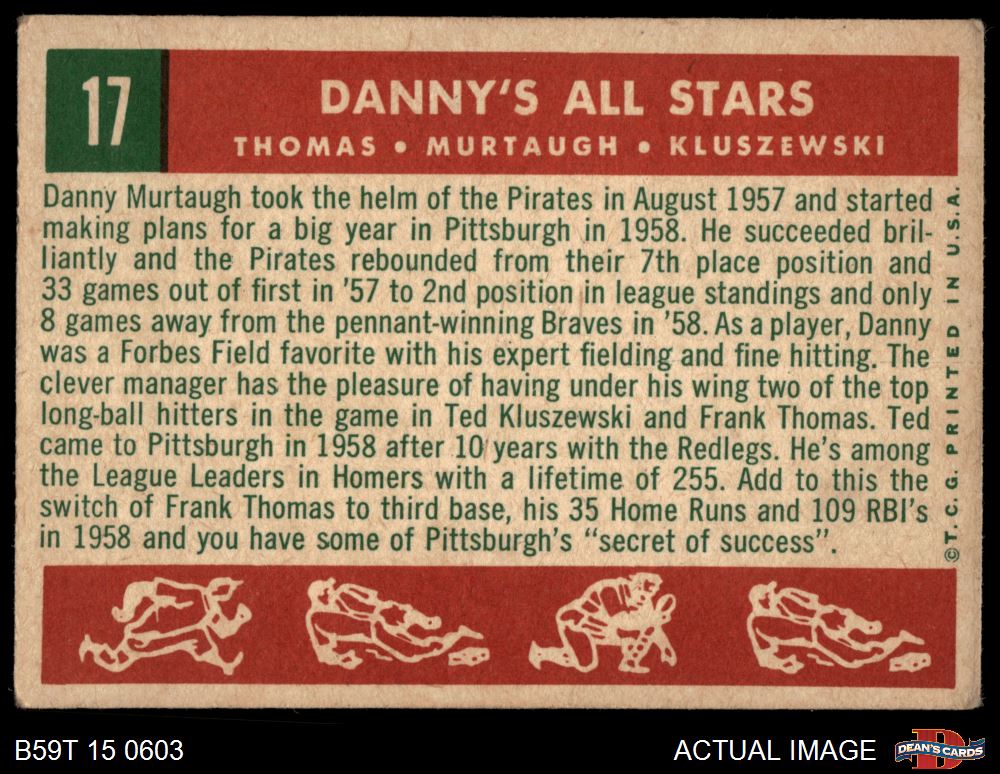 17
DANNY'S ALL STARS
THOMAS • MURTAUGH • KLUSZEWSKI
Danny Murtaugh took the helm of the Pirates in August 1957 and started
making plans for a big year in Pittsburgh in 1958. He succeeded bril-
liantly and the Pirates rebounded from their 7th place position and
33 games out of first in '57 to 2nd position in league standings and only
8 games away from the pennant-winning Braves in '58. As a player, Danny
was a Forbes Field favorite with his expert fielding and fine hitting. The
clever manager has the pleasure of having under his wing two of the top
long-ball hitters in the game in Ted Kluszewski and Frank Thomas. Ted
came to Pittsburgh in 1958 after 10 years with the Redlegs. He's among
the League Leaders in Homers with a lifetime of 255. Add to this the
switch of Frank Thomas to third base, his 35 Home Runs and 109 RBI's
in 1958 and you have some of Pittsburgh's “secret of success”.
©T.C.G. PRINTED IN U.S.A.
B59T 15 0603
ACTUAL IMAGE
D
DEAN'S CARDS